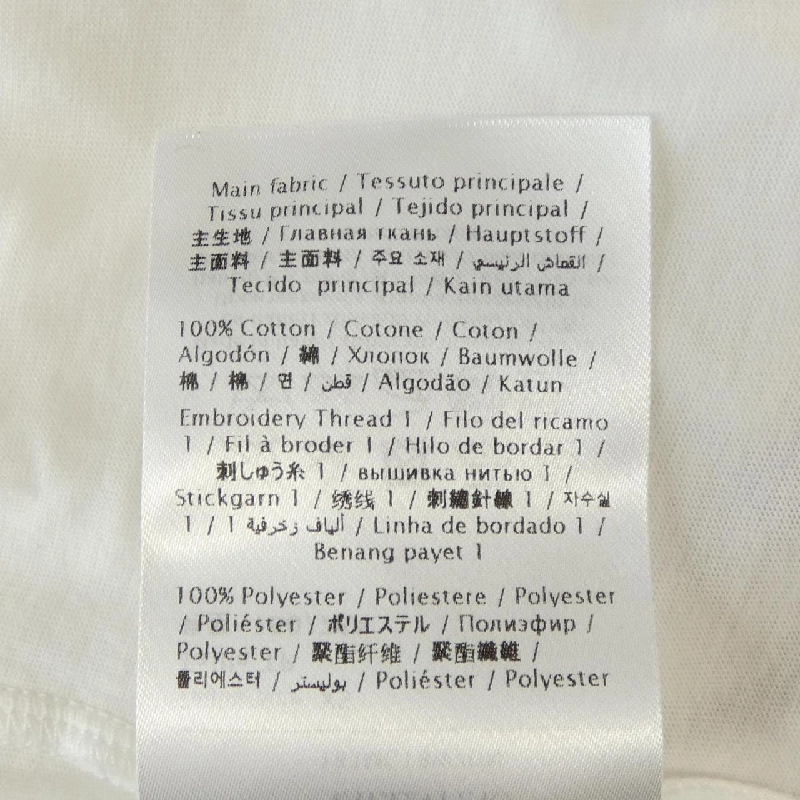 Main fabric / Tessuto principale /
Tissu principal / Tejido principal /
主生地 / Главная ткань / Hauptstoff /
主面料 / 主面料 / 주요 소재 / القماش الرئيسي /
Tecido principal / Kain utama
100% Cotton / Cotone / Coton /
Algodón / 綿 / Хлопок / Baumwolle /
棉 / 棉 / 면 / قطن / Algodão / Katun
Embroidery Thread 1 / Filo del ricamo
1 / Fil à broder 1 / Hilo de bordar 1 /
刺しゅう糸 1 / вышивка нитью 1 /
Stickgarn 1 / 绣线 1 / 刺繡針線 1 / 자수실
1 / ألياف زخرفية 1 / Linha de bordado 1 /
Benang payet 1
100% Polyester / Poliestere / Polyester
/ Poliéster / ポリエステル / Полиэфир /
Polyester / 聚酯纤维 / 聚酯纖維 /
폴리에스터 / بوليستر / Poliéster / Polyester